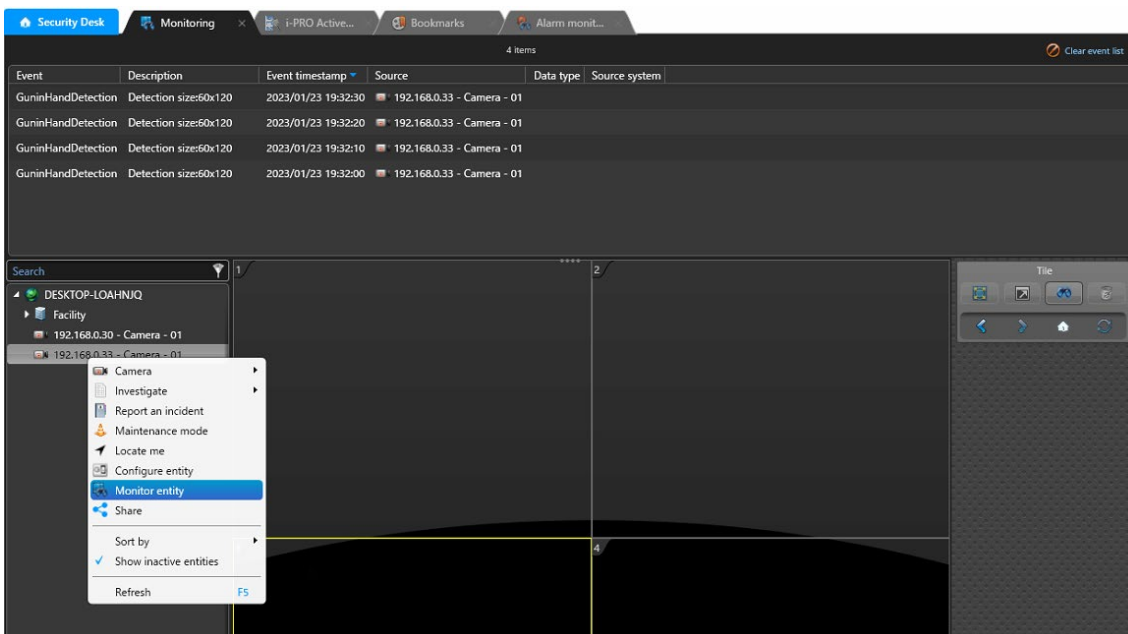 Security Desk Monitoring × i-PRO Active... × Bookmarks × Alarm monit... ×
4 items
Clear event list
Event Description Event timestamp Source Data type Source system
GuninHandDetection Detection size:60x120 2023/01/23 19:32:30 192.168.0.33 - Camera - 01
GuninHandDetection Detection size:60x120 2023/01/23 19:32:20 192.168.0.33 - Camera - 01
GuninHandDetection Detection size:60x120 2023/01/23 19:32:10 192.168.0.33 - Camera - 01
GuninHandDetection Detection size:60x120 2023/01/23 19:32:00 192.168.0.33 - Camera - 01
Search
1
2
Tile
DESKTOP-LOAHNJQ
Facility
192.168.0.30 - Camera - 01
192.168.0.33 - Camera - 01
Camera
Investigate
Report an incident
Maintenance mode
Locate me
Configure entity
Monitor entity
Share
Sort by
4
Show inactive entities
Refresh F5